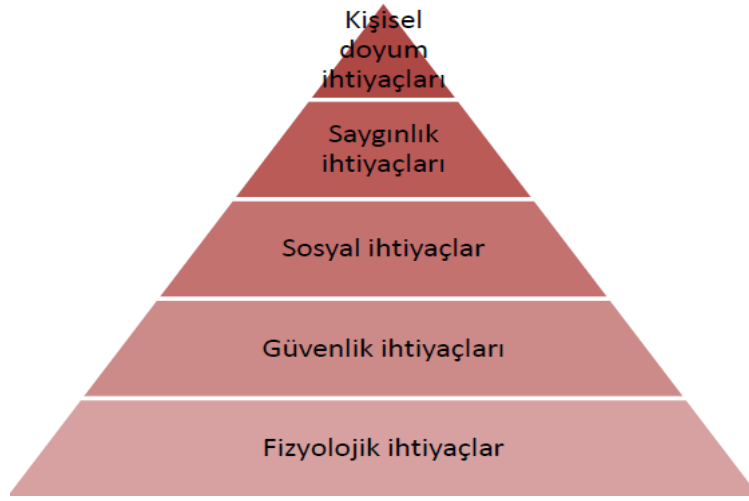 Kişisel
doyum
ihtiyaçları
Saygınlık
ihtiyaçları
Sosyal ihtiyaçlar
Güvenlik ihtiyaçları
Fizyolojik ihtiyaçlar